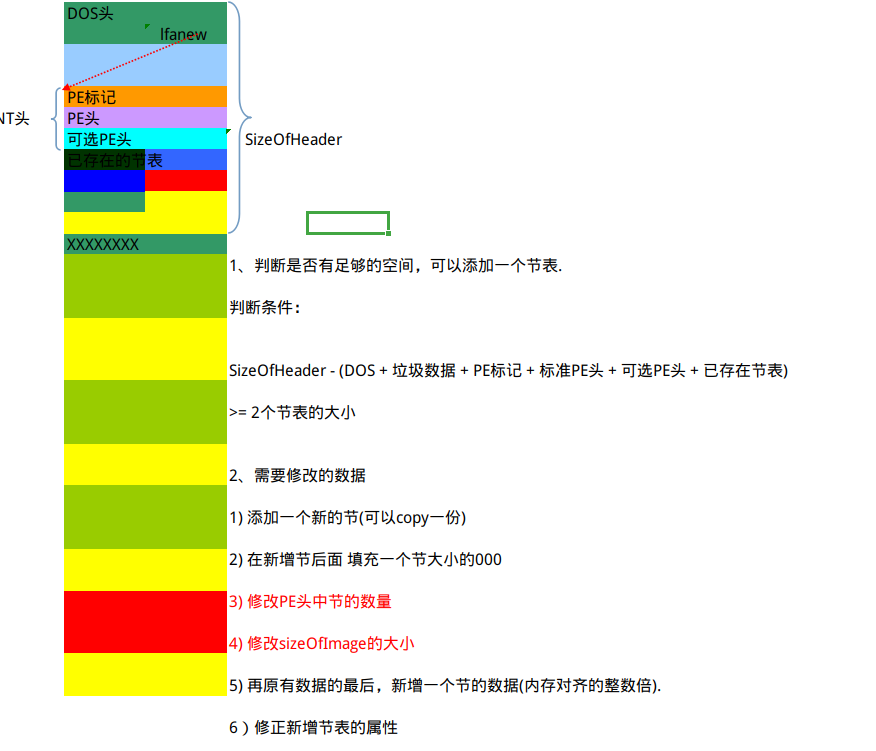 DOS头
lfanew
PE标记
NT头
PE头
可选PE头
SizeOfHeader
已存在的节表
XXXXXXXX
1、判断是否有足够的空间，可以添加一个节表.
判断条件：
SizeOfHeader - (DOS + 垃圾数据 + PE标记 + 标准PE头 + 可选PE头 + 已存在节表)
>= 2个节表的大小
2、需要修改的数据
1) 添加一个新的节(可以copy一份)
2) 在新增节后面 填充一个节大小的000
3) 修改PE头中节的数量
4) 修改sizeOfImage的大小
5) 再原有数据的最后，新增一个节的数据(内存对齐的整数倍).
6）修正新增节表的属性